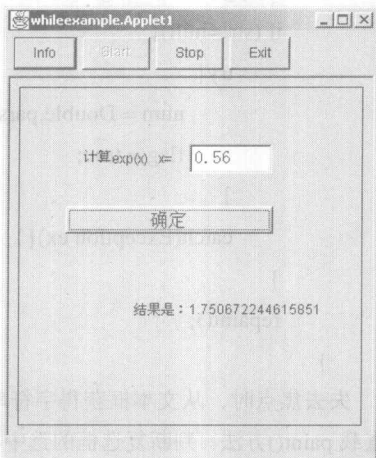 whileexample.Applet1
Info Start Stop Exit
计算exp(x) x= 0.56
确定
结果是：1.750672244615851